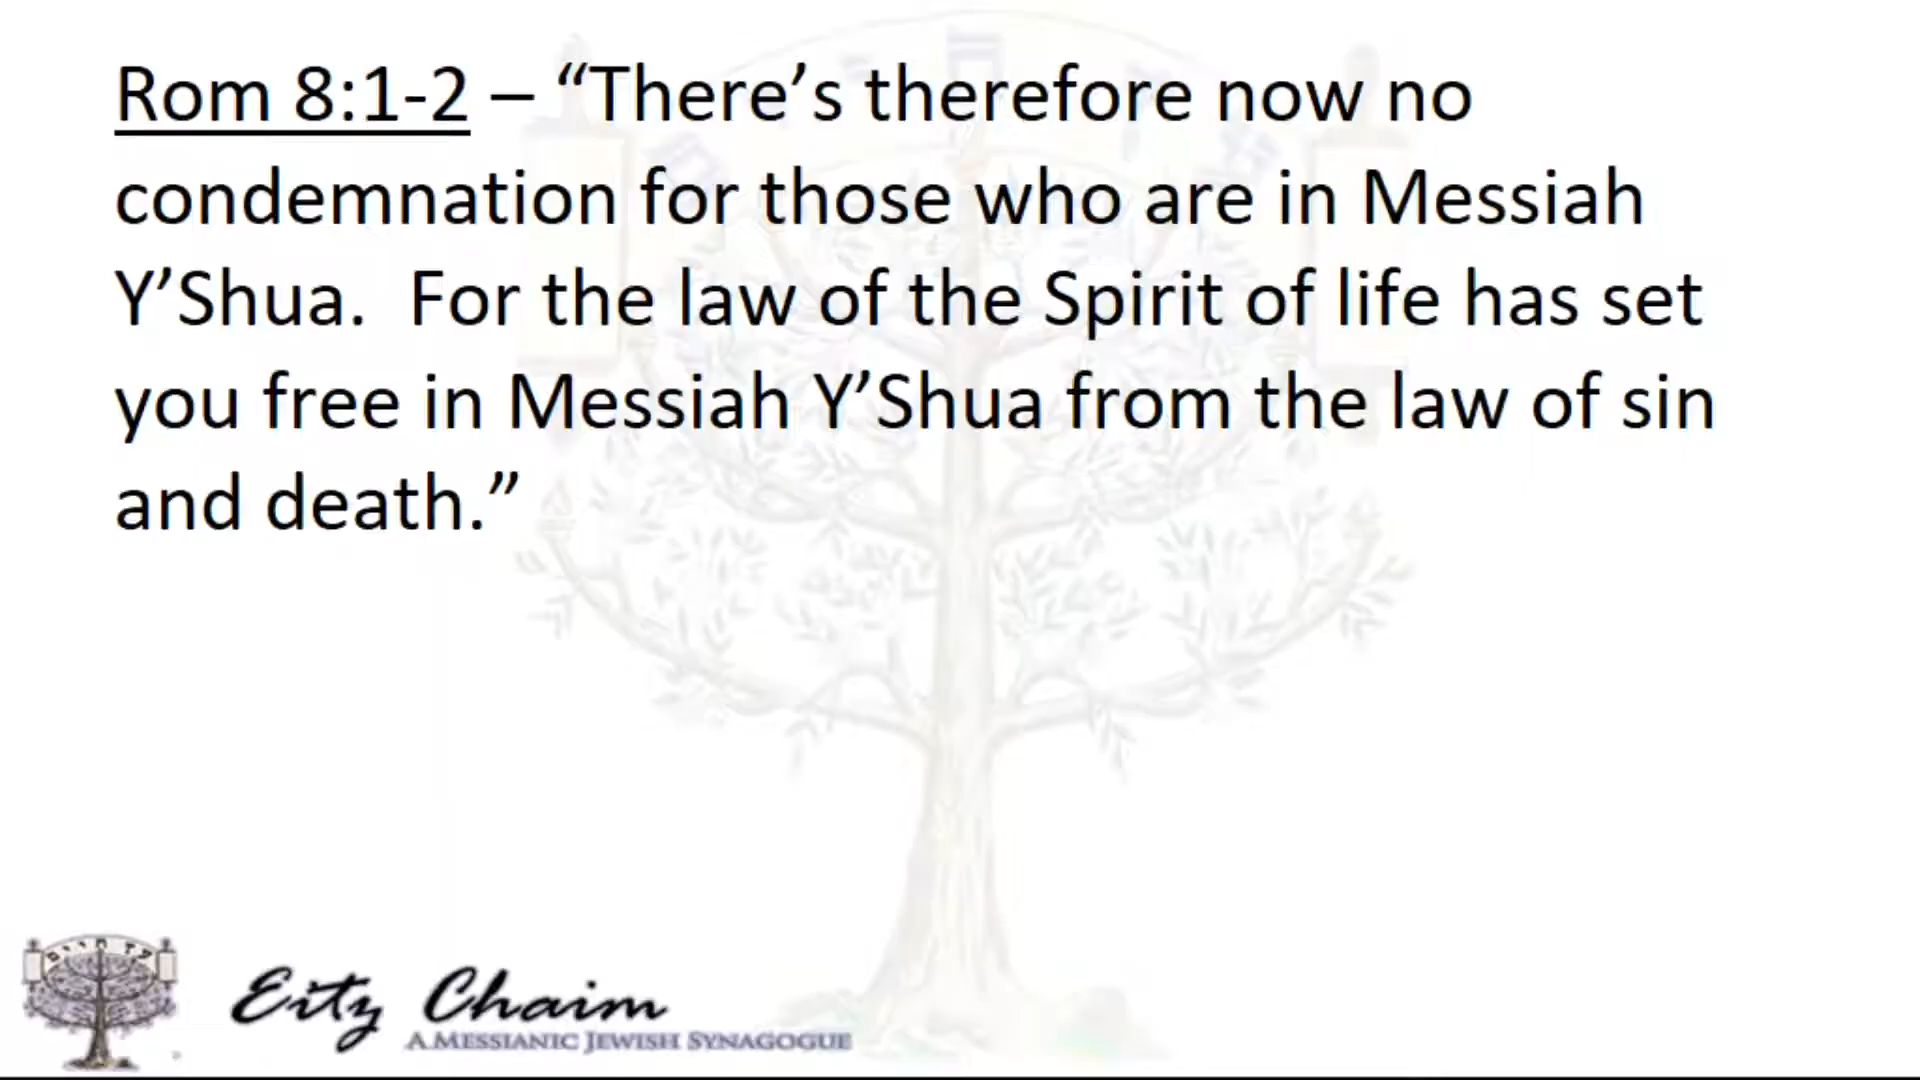 Rom 8:1-2 – “There’s therefore now no
condemnation for those who are in Messiah
Y’Shua.  For the law of the Spirit of life has set
you free in Messiah Y’Shua from the law of sin
and death.”
עץ חיים
Eitz Chaim
A Messianic Jewish Synagogue